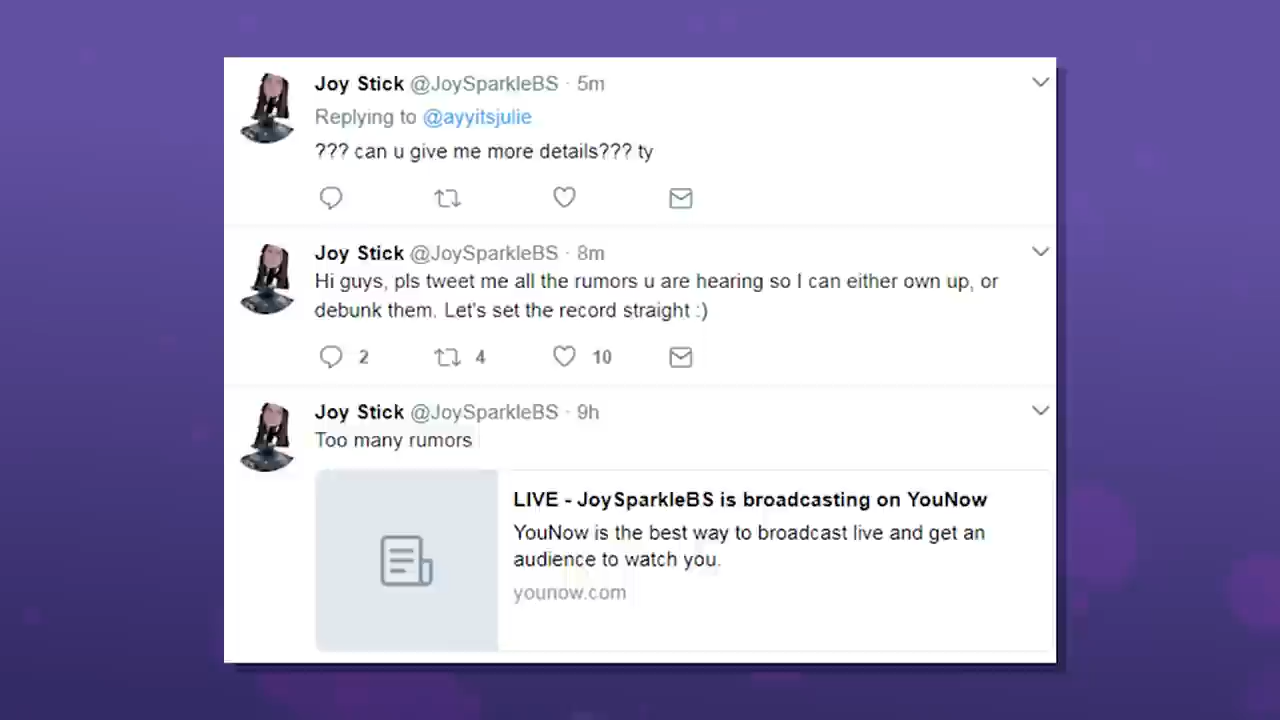 Joy Stick @JoySparkleBS · 5m
Replying to @ayyitsjulie
??? can u give me more details??? ty
Joy Stick @JoySparkleBS · 8m
Hi guys, pls tweet me all the rumors u are hearing so I can either own up, or
debunk them. Let's set the record straight :)
2 4 10
Joy Stick @JoySparkleBS · 9h
Too many rumors
LIVE - JoySparkleBS is broadcasting on YouNow
YouNow is the best way to broadcast live and get an
audience to watch you.
younow.com